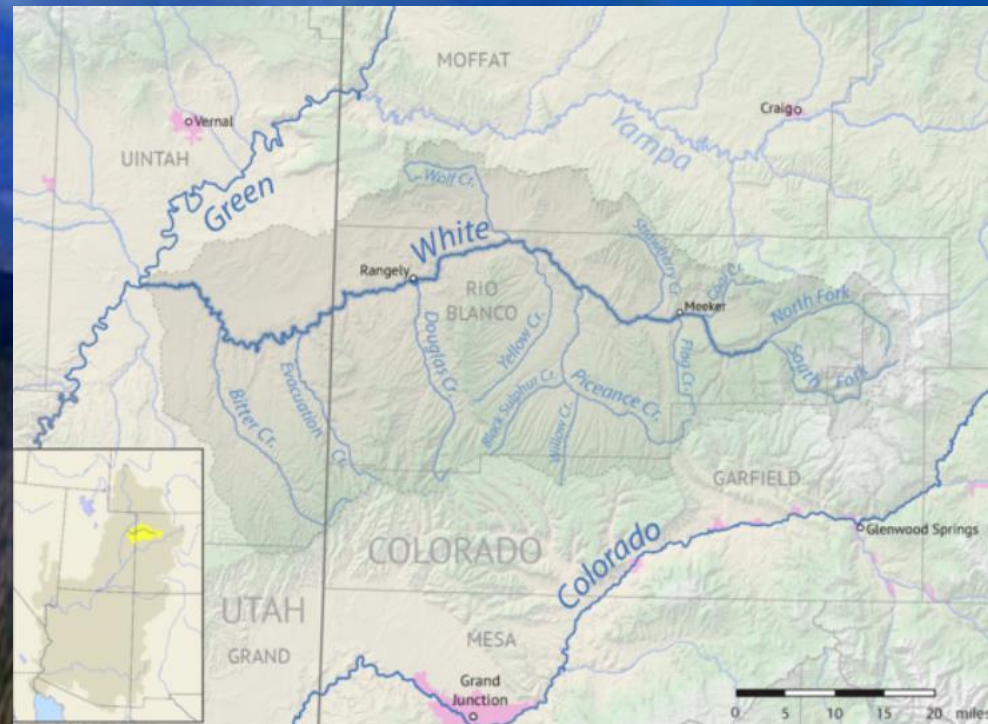 MOFFAT
Craig
Vernal
Yampa
UINTAH
Green
Wolf Cr.
White
Strawberry Cr.
Rangely
RIO
BLANCO
Coal Cr.
Meeker
North Fork
Douglas Cr.
Yellow Cr.
Flag Cr.
South
Fork
Evacuation
Cr.
Bitter Cr.
Black Sulphur Cr.
Piceance Cr.
Willow Cr.
GARFIELD
Glenwood Springs
COLORADO
Colorado
UTAH
GRAND
MESA
Grand
Junction
0 5 10 15 20 miles